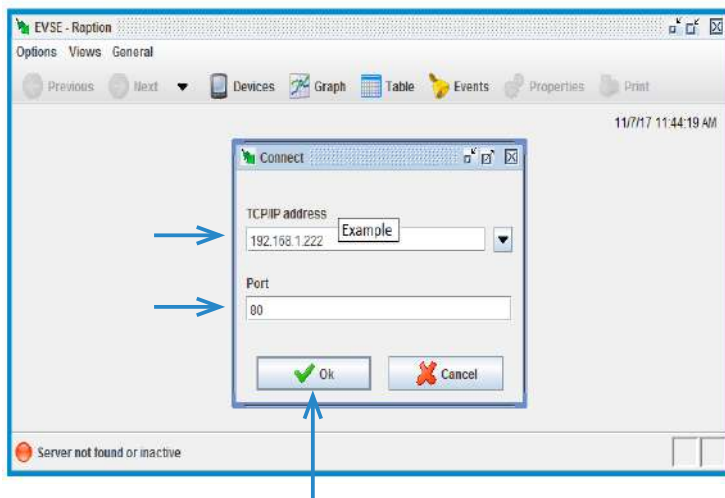 EVSE - Raption
Options Views General
Previous Next Devices Graph Table Events Properties Print
11/7/17 11:44:19 AM
Connect
TCP/IP address
192.168.1.222
Example
Port
80
Ok Cancel
Server not found or inactive